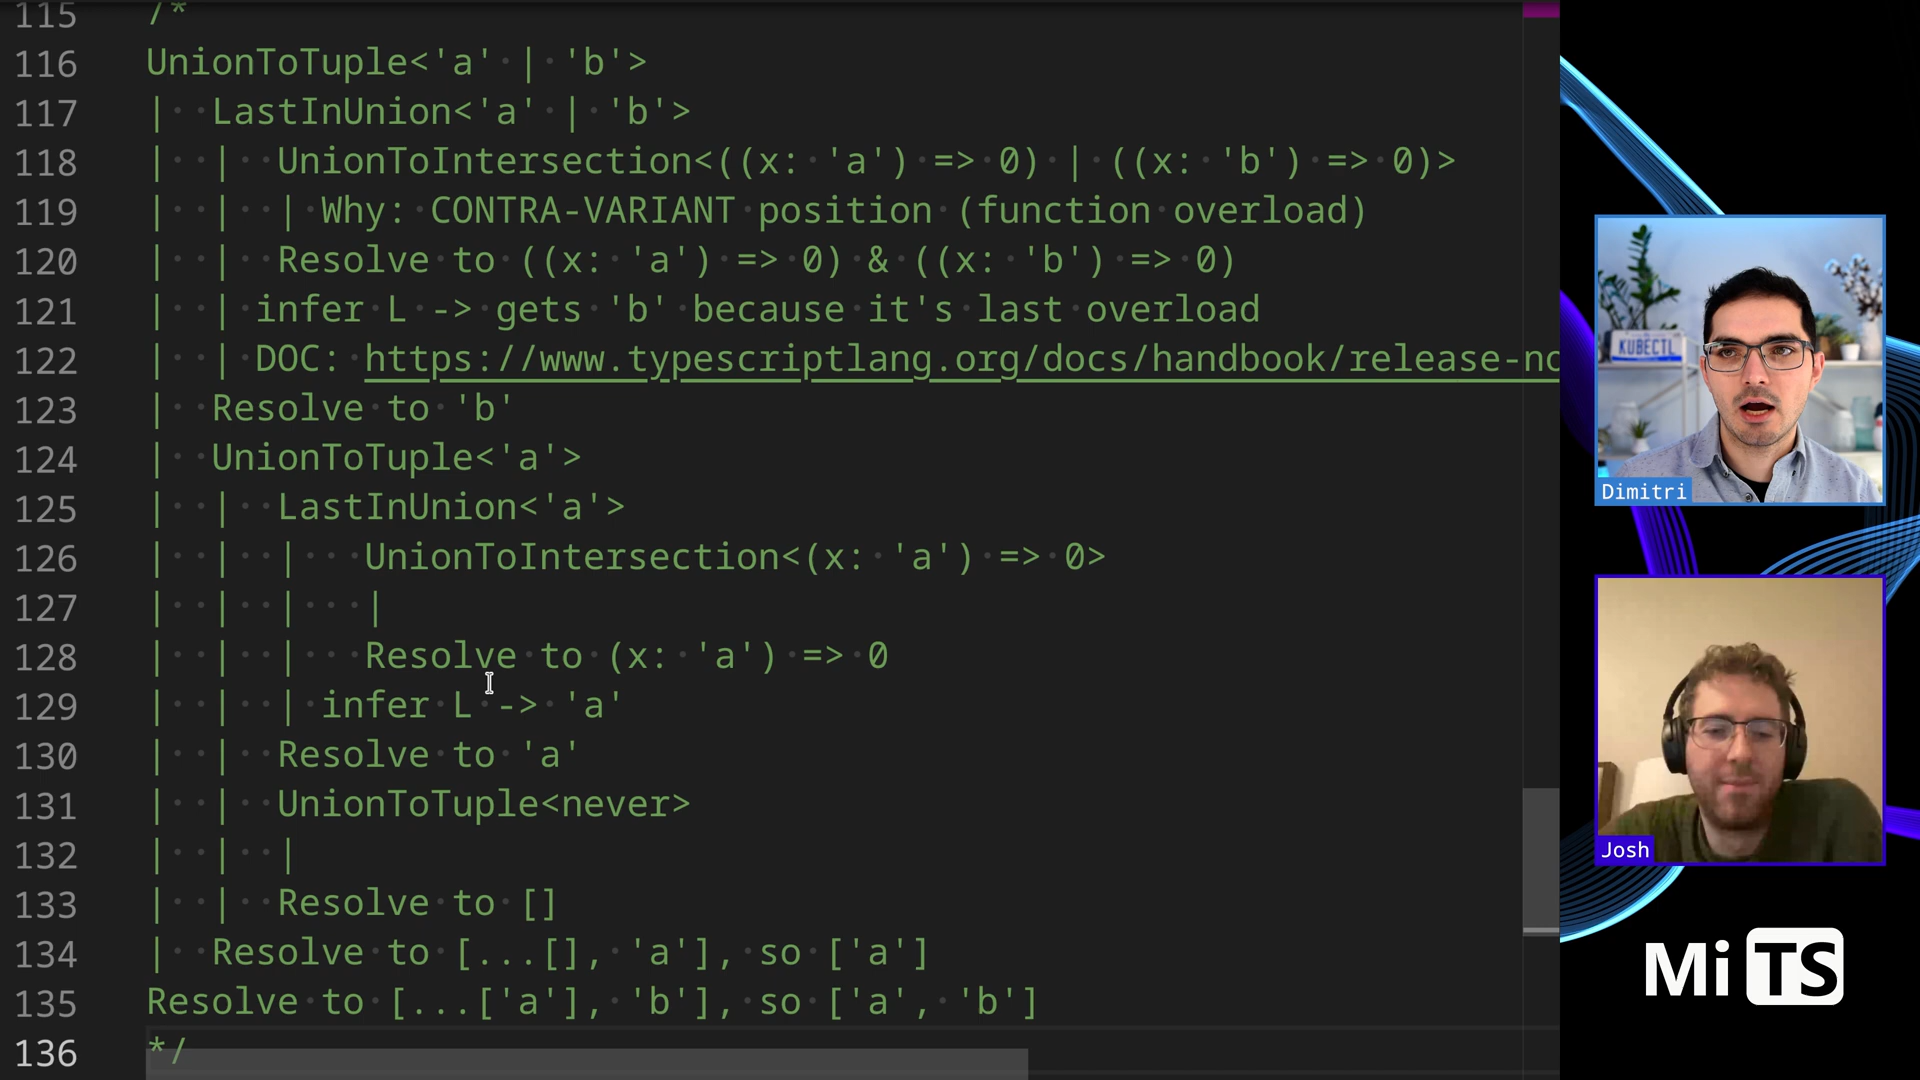 115 /*
116 UnionToTuple<'a' | 'b'>
117 | LastInUnion<'a' | 'b'>
118 | | UnionToIntersection<((x: 'a') => 0) | ((x: 'b') => 0)>
119 | | | Why: CONTRA-VARIANT position (function overload)
120 | | Resolve to ((x: 'a') => 0) & ((x: 'b') => 0)
121 | | infer L -> gets 'b' because it's last overload
122 | | DOC: https://www.typescriptlang.org/docs/handbook/release-no
123 | Resolve to 'b'
124 | UnionToTuple<'a'>
125 | | LastInUnion<'a'>
126 | | | UnionToIntersection<(x: 'a') => 0>
127 | | | |
128 | | | Resolve to (x: 'a') => 0
129 | | | infer L -> 'a'
130 | | Resolve to 'a'
131 | | UnionToTuple<never>
132 | | |
133 | | Resolve to []
134 | Resolve to [...[], 'a'], so ['a']
135 Resolve to [...['a'], 'b'], so ['a', 'b']
136 */
KUBECTL
Dimitri
Josh
Mi TS